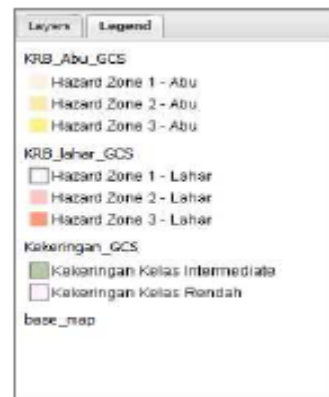 Layers Legend
KRB_Abu_GCS
Hazard Zone 1 - Abu
Hazard Zone 2 - Abu
Hazard Zone 3 - Abu
KRB_lahar_GCS
Hazard Zone 1 - Lahar
Hazard Zone 2 - Lahar
Hazard Zone 3 - Lahar
Kekeringan_GCS
Kekeringan Kelas Intermediate
Kekeringan Kelas Rendah
base_map